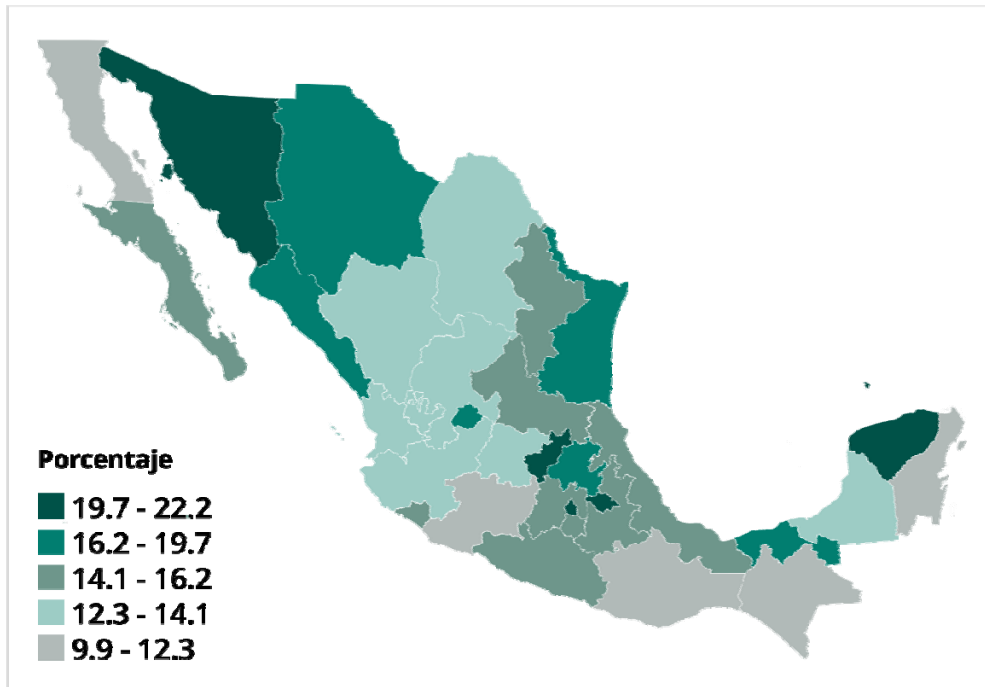 Porcentaje
19.7 - 22.2
16.2 - 19.7
14.1 - 16.2
12.3 - 14.1
9.9 - 12.3